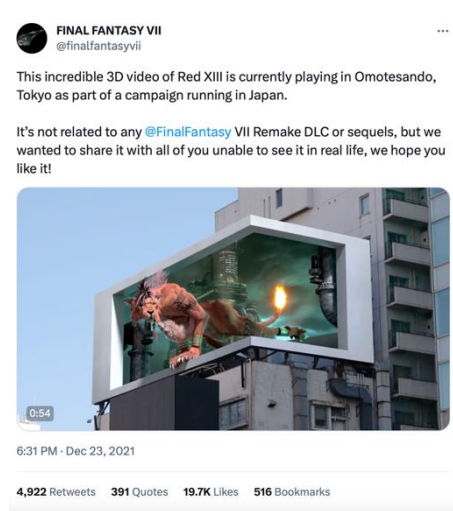 FINAL FANTASY VII
@finalfantasyvii
This incredible 3D video of Red XIII is currently playing in Omotesando,
Tokyo as part of a campaign running in Japan.
It's not related to any @FinalFantasy VII Remake DLC or sequels, but we
wanted to share it with all of you unable to see it in real life, we hope you
like it!
0:54
6:31 PM · Dec 23, 2021
4,922 Retweets 391 Quotes 19.7K Likes 516 Bookmarks